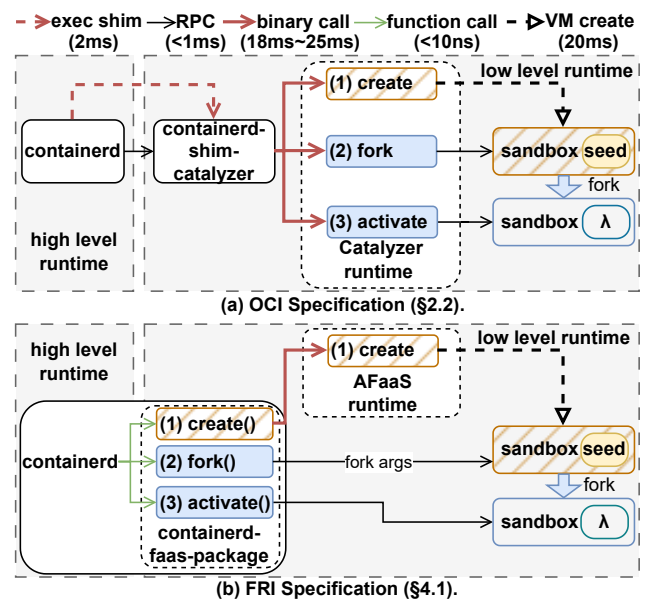 exec shim RPC binary call function call VM create
(2ms) (<1ms) (18ms~25ms) (<10ns) (20ms)
(1) create
low level runtime
containerd
containerd-
shim-
catalyzer
(2) fork
sandbox seed
fork
(3) activate
sandbox λ
high level
runtime
Catalyzer
runtime
(a) OCI Specification (§2.2).
high level
runtime
(1) create
low level runtime
AFaaS
runtime
(1) create()
containerd
(2) fork()
fork args
sandbox seed
fork
(3) activate()
sandbox λ
containerd-
faas-package
(b) FRI Specification (§4.1).